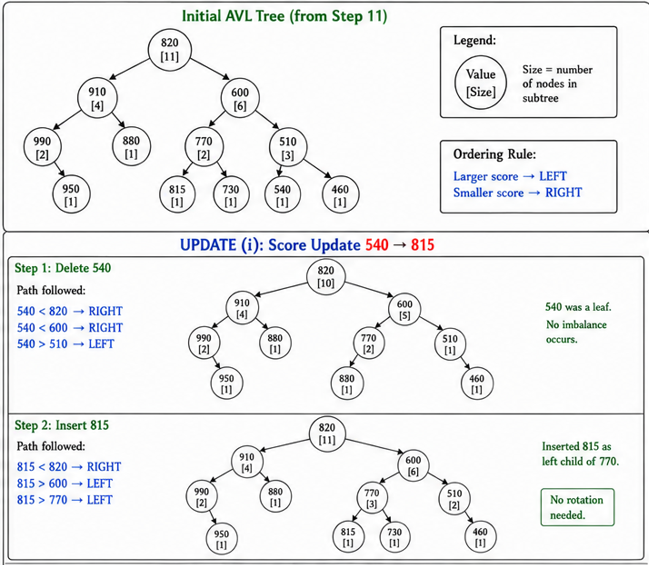 Initial AVL Tree (from Step 11)
820
[11]
910
[4]
600
[6]
990
[2]
880
[1]
770
[2]
510
[3]
950
[1]
815
[1]
730
[1]
540
[1]
460
[1]
Legend:
Value
[Size]
Size = number
of nodes in
subtree
Ordering Rule:
Larger score → LEFT
Smaller score → RIGHT
UPDATE (i): Score Update 540 → 815
Step 1: Delete 540
Path followed:
540 < 820 → RIGHT
540 < 600 → RIGHT
540 > 510 → LEFT
820
[10]
910
[4]
600
[5]
990
[2]
880
[1]
770
[2]
510
[1]
950
[1]
880
[1]
460
[1]
540 was a leaf.
No imbalance
occurs.
Step 2: Insert 815
Path followed:
815 < 820 → RIGHT
815 > 600 → LEFT
815 > 770 → LEFT
820
[11]
910
[4]
600
[6]
990
[2]
880
[1]
770
[3]
510
[2]
950
[1]
815
[1]
730
[1]
460
[1]
Inserted 815 as
left child of 770.
No rotation
needed.